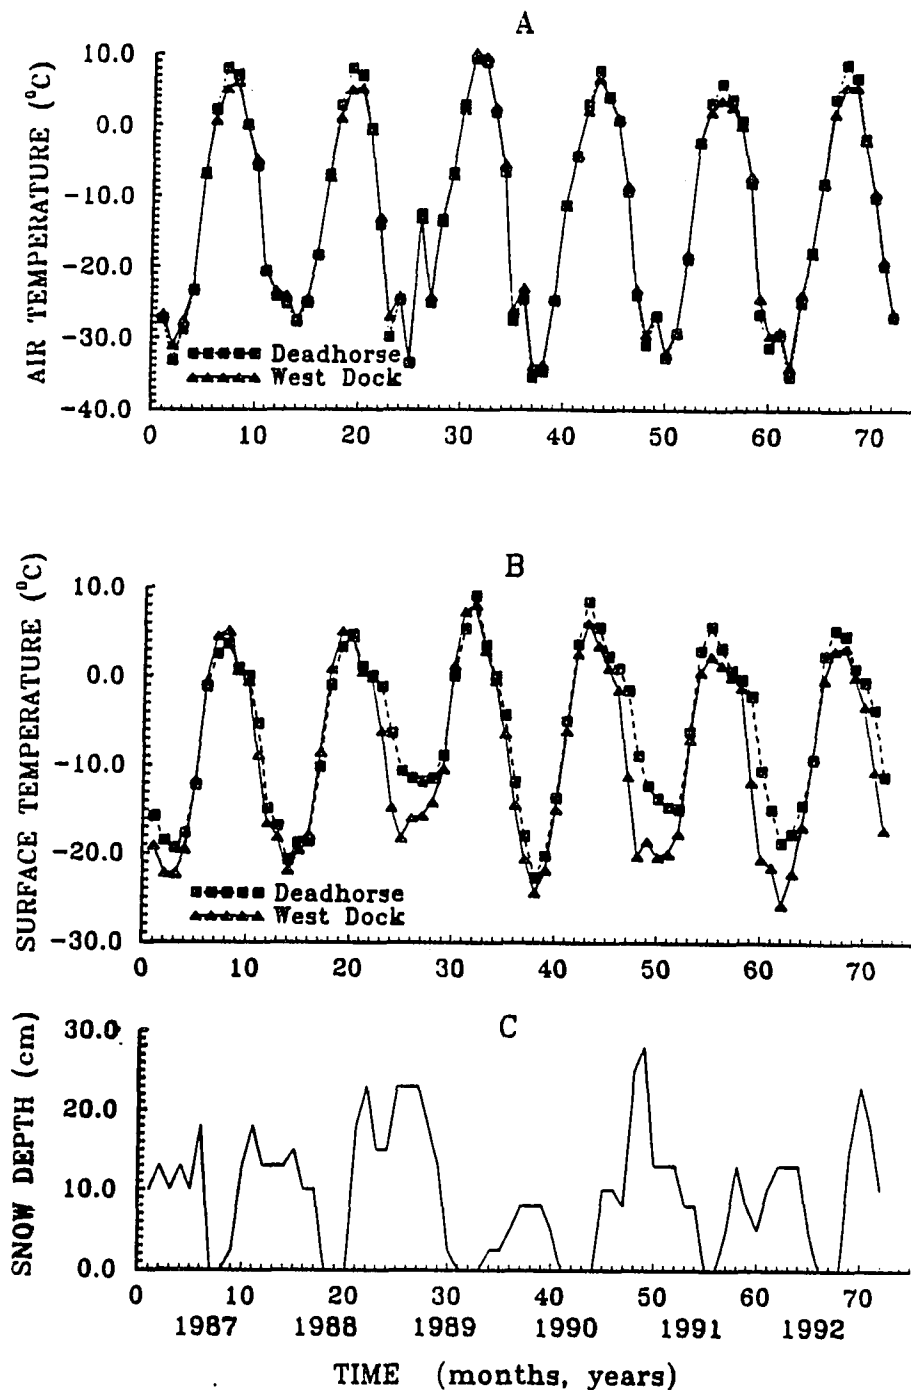 A
AIR TEMPERATURE (⁰C)
10.0
0.0
−10.0
−20.0
−30.0
−40.0
Deadhorse
West Dock
0 10 20 30 40 50 60 70
B
SURFACE TEMPERATURE (⁰C)
10.0
0.0
−10.0
−20.0
−30.0
Deadhorse
West Dock
0 10 20 30 40 50 60 70
C
SNOW DEPTH (cm)
30.0
20.0
10.0
0.0
0 10 20 30 40 50 60 70
1987 1988 1989 1990 1991 1992
TIME (months, years)